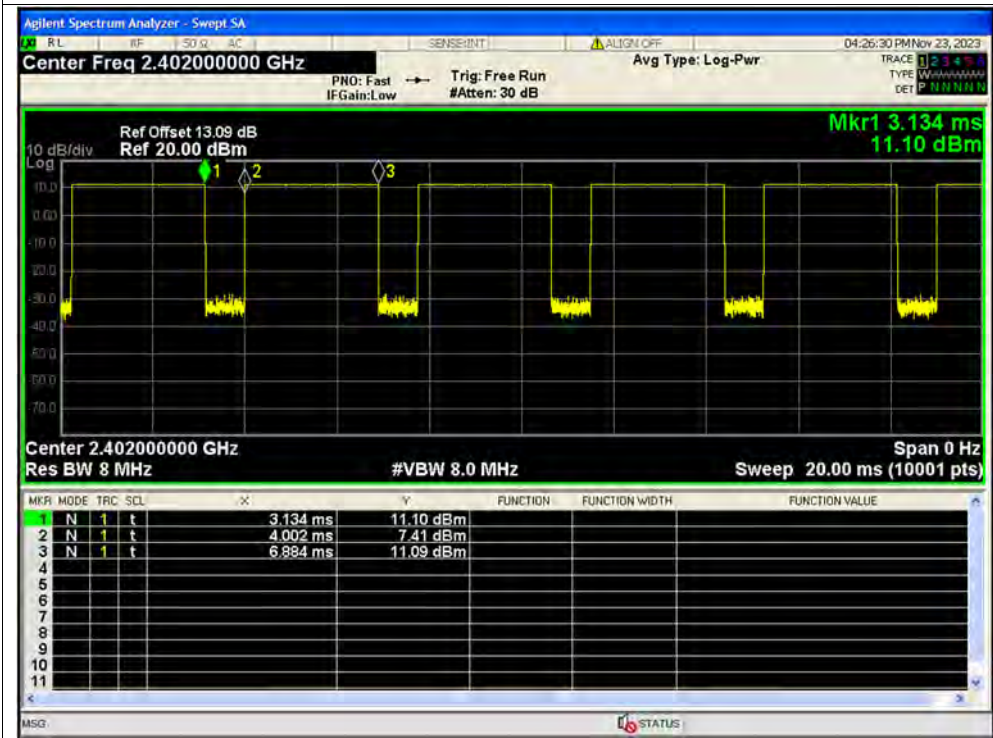 Agilent Spectrum Analyzer - Swept SA
RL RF 50 Ω AC SENSE:INT ALIGN OFF 04:26:30 PM Nov 23, 2023
Center Freq 2.402000000 GHz Avg Type: Log-Pwr TRACE 1 2 3 4 5 6
PNO: Fast Trig: Free Run TYPE
IFGain:Low #Atten: 30 dB DET P N N N N N
Mkr1 3.134 ms
Ref Offset 13.09 dB
10 dB/div Ref 20.00 dBm 11.10 dBm
Log
1 2 3
10.0
0.00
-10.0
-20.0
-30.0
-40.0
-50.0
-60.0
-70.0
Center 2.402000000 GHz Span 0 Hz
Res BW 8 MHz #VBW 8.0 MHz Sweep 20.00 ms (10001 pts)
MKR MODE TRC SCL X Y FUNCTION FUNCTION WIDTH FUNCTION VALUE
1 N 1 t 3.134 ms 11.10 dBm
2 N 1 t 4.002 ms 7.41 dBm
3 N 1 t 6.884 ms 11.09 dBm
4
5
6
7
8
9
10
11
MSG STATUS